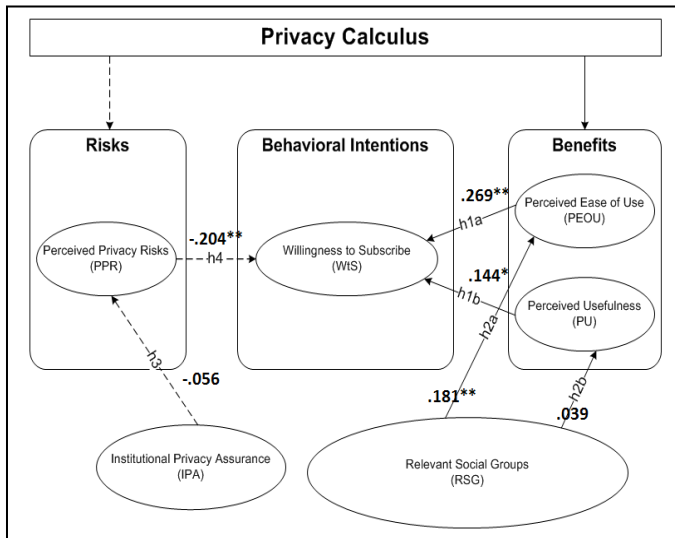 Privacy Calculus
Risks
Behavioral Intentions
Benefits
.269**
Perceived Ease of Use
(PEOU)
h1a
-.204**
Perceived Privacy Risks
(PPR)
h4
Willingness to Subscribe
(WtS)
.144*
h1b
Perceived Usefulness
(PU)
h2a
h3
-.056
h2b
.181**
.039
Institutional Privacy Assurance
(IPA)
Relevant Social Groups
(RSG)